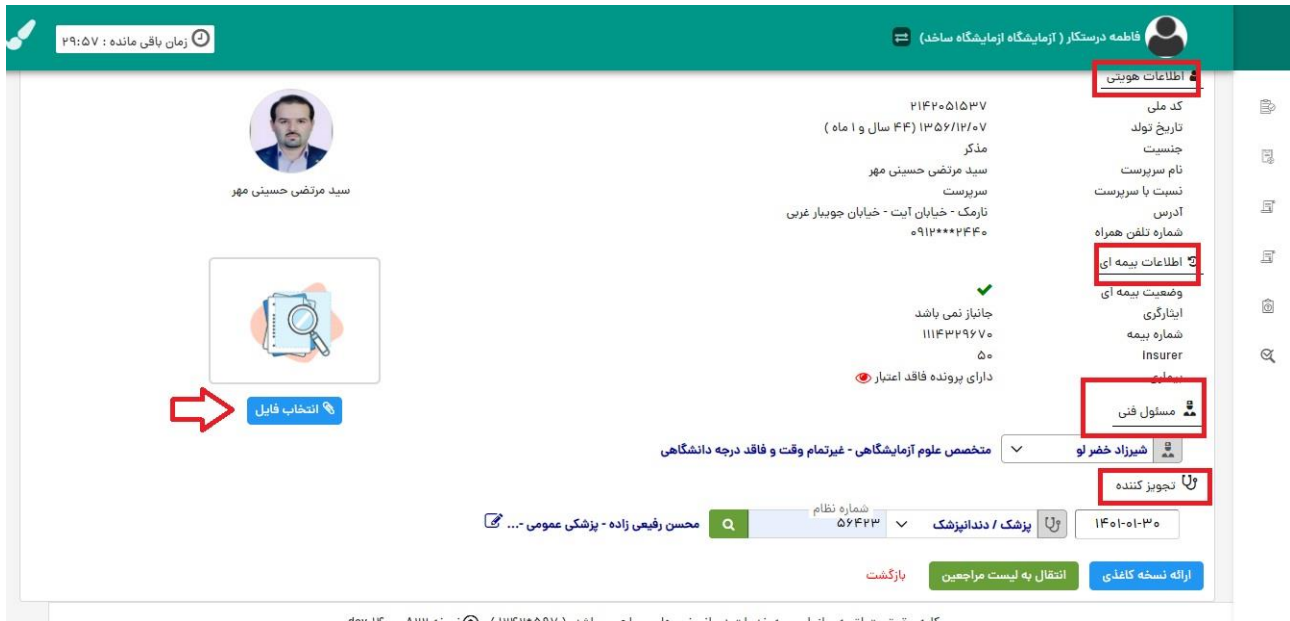 فاطمه درستکار ( آزمایشگاه ازمایشگاه ساخد)
زمان باقی مانده : ۲۹:۵۷
اطلاعات هویتی
کد ملی ۲۱۴۲۰۵۱۵۳۷
تاریخ تولد ۱۳۵۶/۱۲/۰۷ (۴۴ سال و ۱ ماه )
جنسیت مذکر
نام سرپرست سید مرتضی حسینی مهر
نسبت با سرپرست سرپرست
آدرس نارمک - خیابان آیت - خیابان جویبار غربی
شماره تلفن همراه ۰۹۱۲***۲۴۴۰
سید مرتضی حسینی مهر
اطلاعات بیمه ای
وضعیت بیمه ای
ایثارگری جانباز نمی باشد
شماره بیمه ۱۱۱۴۳۲۹۶۷۰
Insurer ۵۰
بیماری دارای پرونده فاقد اعتبار
انتخاب فایل
مسئول فنی
شیرزاد خضر لو متخصص علوم آزمایشگاهی - غیرتمام وقت و فاقد درجه دانشگاهی
تجویز کننده
شماره نظام
۱۴۰۱-۰۱-۳۰ پزشک / دندانپزشک ۵۶۴۲۳ محسن رفیعی زاده - پزشکی عمومی -...
ارائه نسخه کاغذی انتقال به لیست مراجعین بازگشت